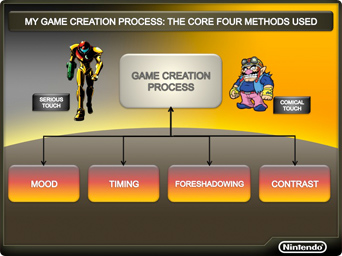 MY GAME CREATION PROCESS: THE CORE FOUR METHODS USED
GAME CREATION
PROCESS
SERIOUS
TOUCH
COMICAL
TOUCH
MOOD
TIMING
FORESHADOWING
CONTRAST
Nintendo